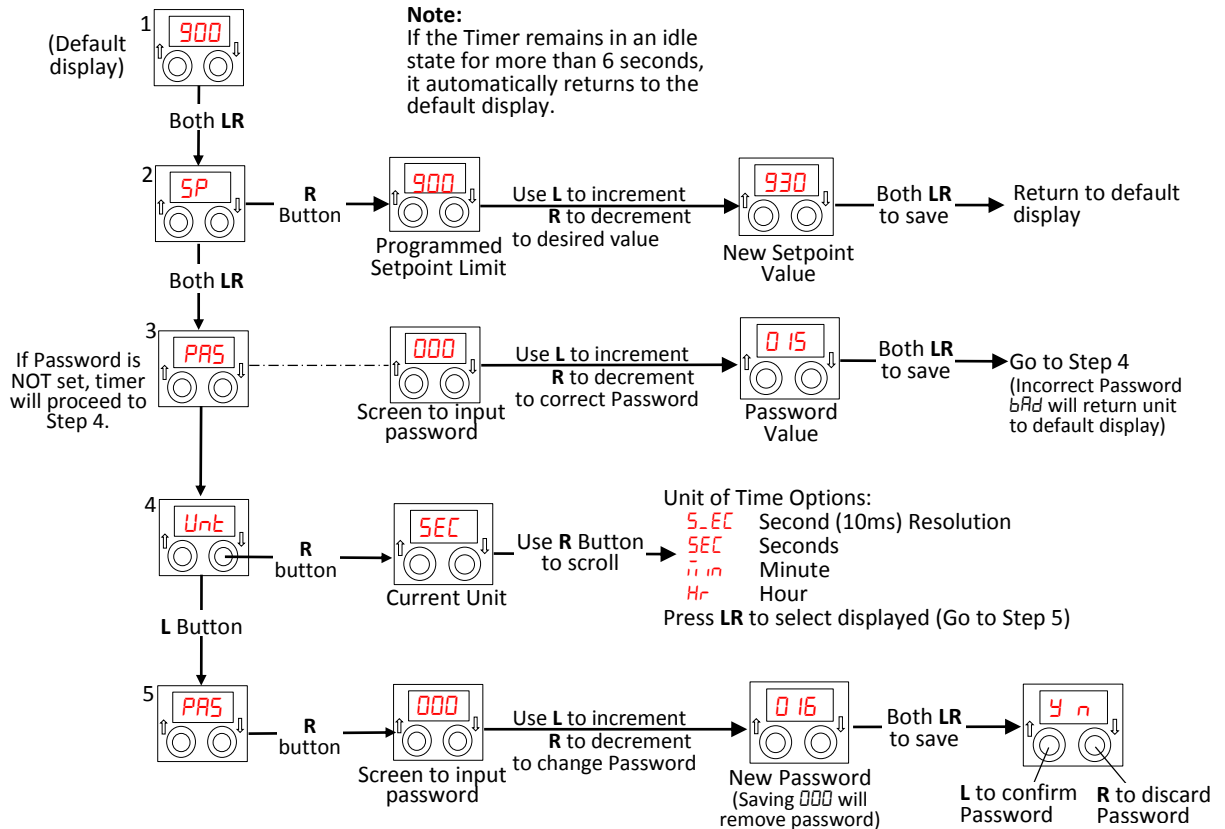 1
900
(Default
display)
Note:
If the Timer remains in an idle
state for more than 6 seconds,
it automatically returns to the
default display.
Both LR
2
SP
R
Button
900
Programmed
Setpoint Limit
Use L to increment
R to decrement
to desired value
930
New Setpoint
Value
Both LR
to save
Return to default
display
Both LR
3
PAS
If Password is
NOT set, timer
will proceed to
Step 4.
000
Screen to input
password
Use L to increment
R to decrement
to correct Password
015
Password
Value
Both LR
to save
Go to Step 4
(Incorrect Password
bAd will return unit
to default display)
4
Unt
R
button
SEC
Current Unit
Use R Button
to scroll
Unit of Time Options:
S_EC Second (10ms) Resolution
SEC Seconds
Min Minute
Hr Hour
Press LR to select displayed (Go to Step 5)
L Button
5
PAS
R
button
000
Screen to input
password
Use L to increment
R to decrement
to change Password
016
New Password
(Saving 000 will
remove password)
Both LR
to save
y n
L to confirm
Password
R to discard
Password